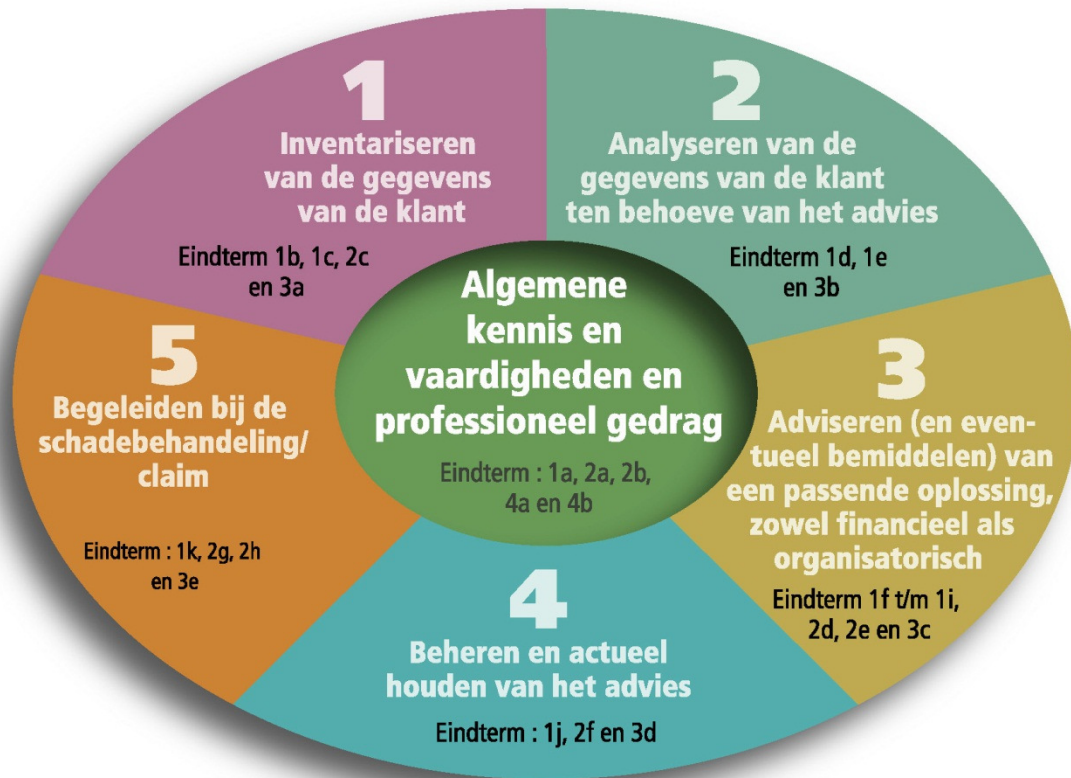 1
Inventariseren
van de gegevens
van de klant
Eindterm 1b, 1c, 2c
en 3a
2
Analyseren van de
gegevens van de klant
ten behoeve van het advies
Eindterm 1d, 1e
en 3b
3
Adviseren (en even-
tueel bemiddelen) van
een passende oplossing,
zowel financieel als
organisatorisch
Eindterm 1f t/m 1i,
2d, 2e en 3c
4
Beheren en actueel
houden van het advies
Eindterm : 1j, 2f en 3d
5
Begeleiden bij de
schadebehandeling/
claim
Eindterm : 1k, 2g, 2h
en 3e
Algemene
kennis en
vaardigheden en
professioneel gedrag
Eindterm : 1a, 2a, 2b,
4a en 4b